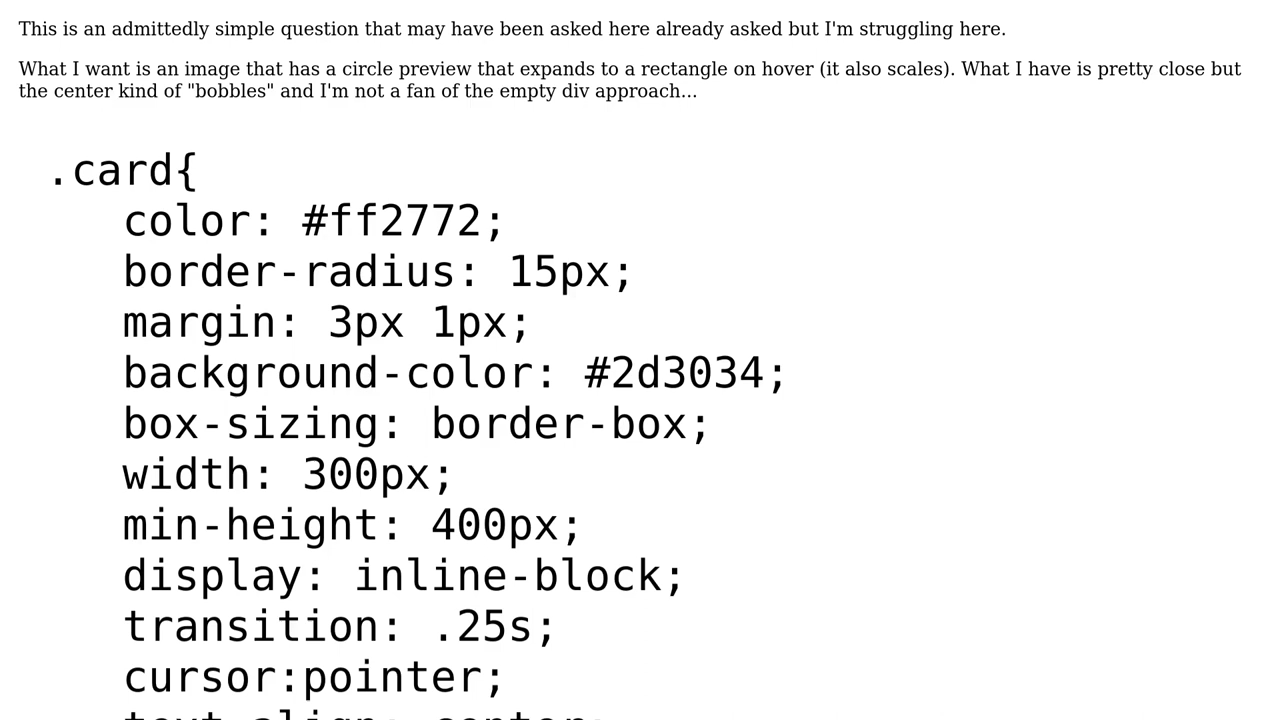 This is an admittedly simple question that may have been asked here already asked but I'm struggling here.
What I want is an image that has a circle preview that expands to a rectangle on hover (it also scales). What I have is pretty close but
the center kind of "bobbles" and I'm not a fan of the empty div approach...
.card{
color: #ff2772;
border-radius: 15px;
margin: 3px 1px;
background-color: #2d3034;
box-sizing: border-box;
width: 300px;
min-height: 400px;
display: inline-block;
transition: .25s;
cursor:pointer;
text-align: center;